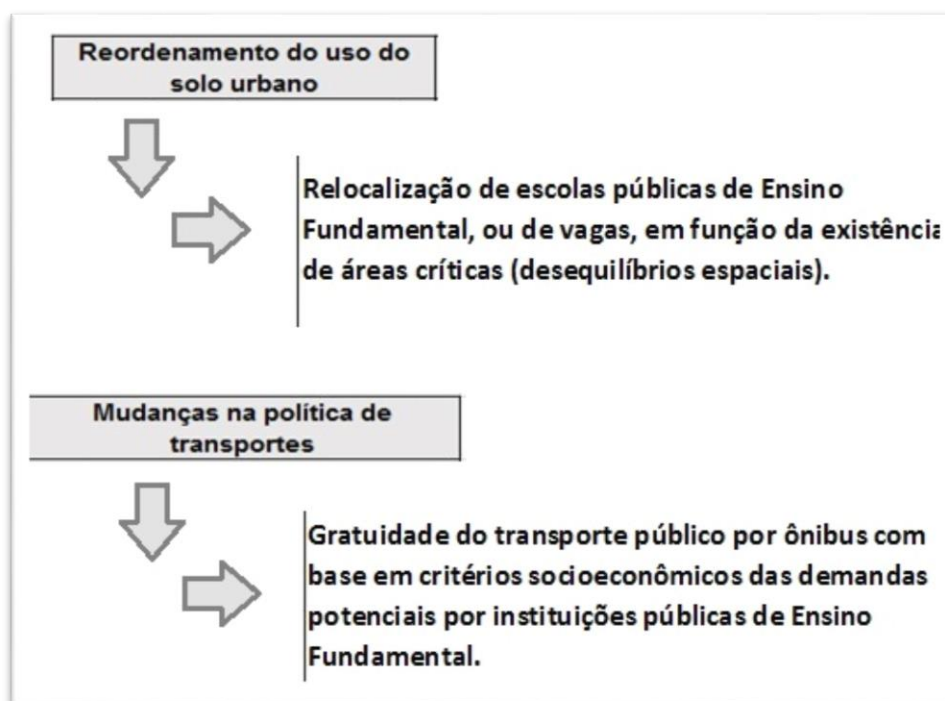 Reordenamento do uso do
solo urbano
Relocalização de escolas públicas de Ensino
Fundamental, ou de vagas, em função da existência
de áreas críticas (desequilíbrios espaciais).
Mudanças na política de
transportes
Gratuidade do transporte público por ônibus com
base em critérios socioeconômicos das demandas
potenciais por instituições públicas de Ensino
Fundamental.